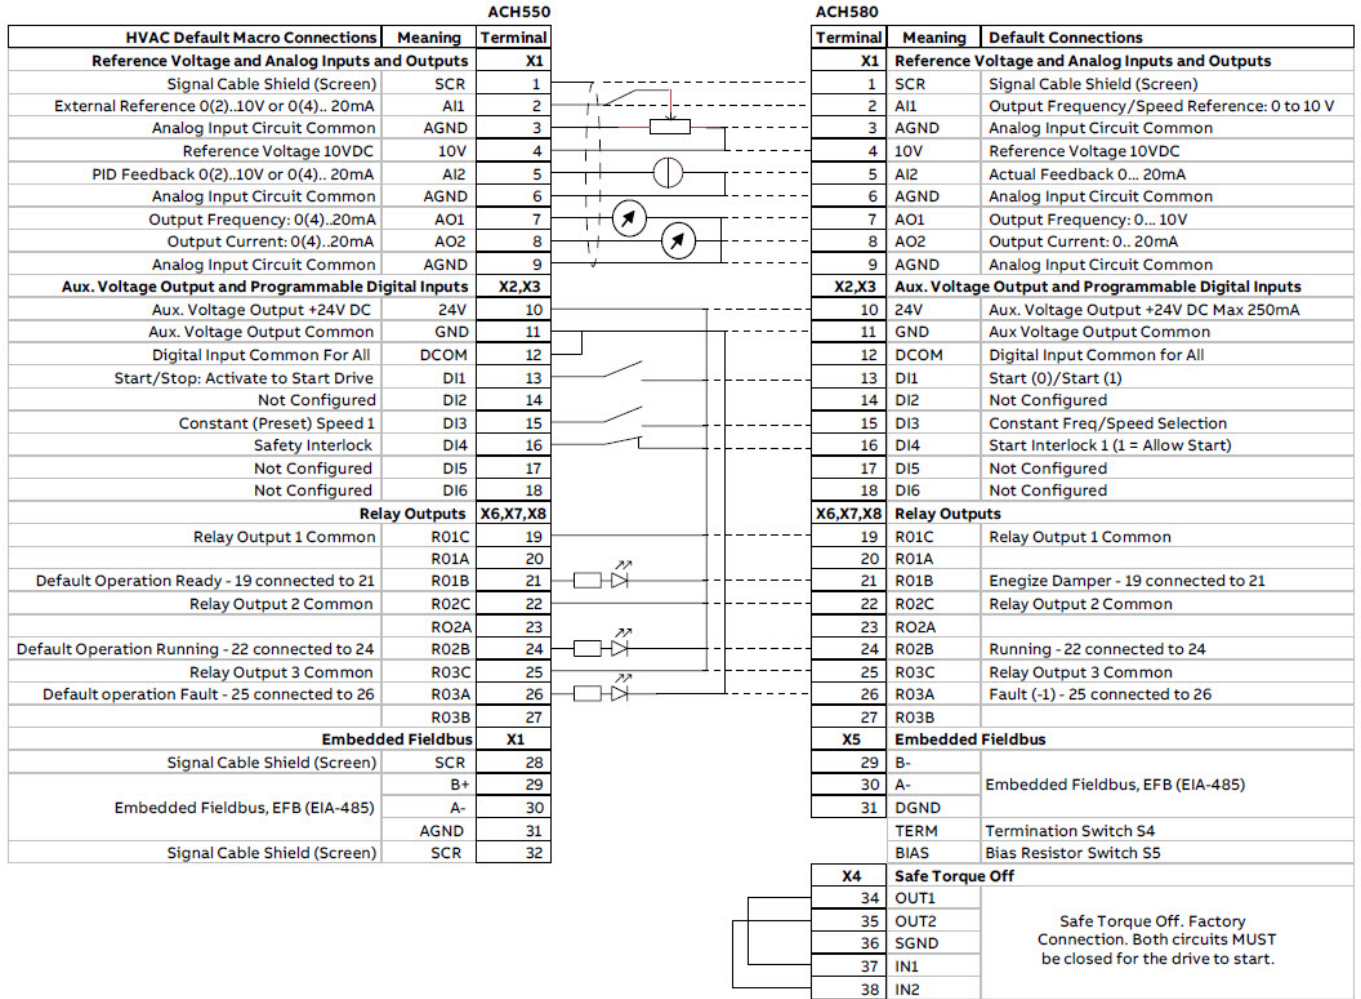 ACH550 ACH580
HVAC Default Macro Connections Meaning Terminal Terminal Meaning Default Connections
Reference Voltage and Analog Inputs and Outputs X1 X1 Reference Voltage and Analog Inputs and Outputs
Signal Cable Shield (Screen) SCR 1 1 SCR Signal Cable Shield (Screen)
External Reference 0(2)..10V or 0(4).. 20mA AI1 2 2 AI1 Output Frequency/Speed Reference: 0 to 10 V
Analog Input Circuit Common AGND 3 3 AGND Analog Input Circuit Common
Reference Voltage 10VDC 10V 4 4 10V Reference Voltage 10VDC
PID Feedback 0(2)..10V or 0(4).. 20mA AI2 5 5 AI2 Actual Feedback 0... 20mA
Analog Input Circuit Common AGND 6 6 AGND Analog Input Circuit Common
Output Frequency: 0(4)..20mA AO1 7 7 AO1 Output Frequency: 0... 10V
Output Current: 0(4)..20mA AO2 8 8 AO2 Output Current: 0.. 20mA
Analog Input Circuit Common AGND 9 9 AGND Analog Input Circuit Common
Aux. Voltage Output and Programmable Digital Inputs X2,X3 X2,X3 Aux. Voltage Output and Programmable Digital Inputs
Aux. Voltage Output +24V DC 24V 10 10 24V Aux. Voltage Output +24V DC Max 250mA
Aux. Voltage Output Common GND 11 11 GND Aux Voltage Output Common
Digital Input Common For All DCOM 12 12 DCOM Digital Input Common for All
Start/Stop: Activate to Start Drive DI1 13 13 DI1 Start (0)/Start (1)
Not Configured DI2 14 14 DI2 Not Configured
Constant (Preset) Speed 1 DI3 15 15 DI3 Constant Freq/Speed Selection
Safety Interlock DI4 16 16 DI4 Start Interlock 1 (1 = Allow Start)
Not Configured DI5 17 17 DI5 Not Configured
Not Configured DI6 18 18 DI6 Not Configured
Relay Outputs X6,X7,X8 X6,X7,X8 Relay Outputs
Relay Output 1 Common R01C 19 19 R01C Relay Output 1 Common
R01A 20 20 R01A
Default Operation Ready - 19 connected to 21 R01B 21 21 R01B Enegize Damper - 19 connected to 21
Relay Output 2 Common R02C 22 22 R02C Relay Output 2 Common
RO2A 23 23 RO2A
Default Operation Running - 22 connected to 24 R02B 24 24 R02B Running - 22 connected to 24
Relay Output 3 Common R03C 25 25 R03C Relay Output 3 Common
Default operation Fault - 25 connected to 26 R03A 26 26 R03A Fault (-1) - 25 connected to 26
R03B 27 27 R03B
Embedded Fieldbus X1 X5 Embedded Fieldbus
Signal Cable Shield (Screen) SCR 28 29 B-
B+ 29 30 A- Embedded Fieldbus, EFB (EIA-485)
Embedded Fieldbus, EFB (EIA-485) A- 30 31 DGND
AGND 31 TERM Termination Switch S4
Signal Cable Shield (Screen) SCR 32 BIAS Bias Resistor Switch S5
X4 Safe Torque Off
34 OUT1
35 OUT2 Safe Torque Off. Factory
36 SGND Connection. Both circuits MUST
37 IN1 be closed for the drive to start.
38 IN2